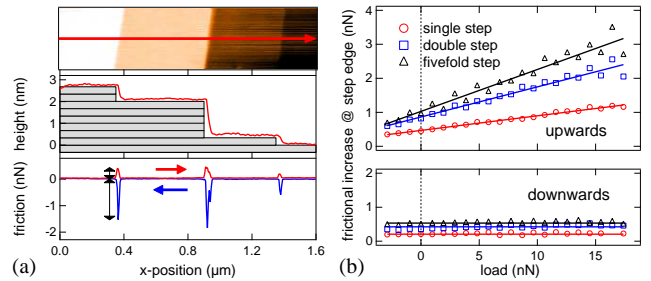 (a)
height (nm)
3
2
1
0
friction (nN)
0
-1
-2
0.0 0.4 0.8 1.2 1.6
x-position (µm)
(b)
frictional increase @ step edge (nN)
4
3
2
1
0
single step
double step
fivefold step
upwards
2
1
0
downwards
0 5 10 15
load (nN)